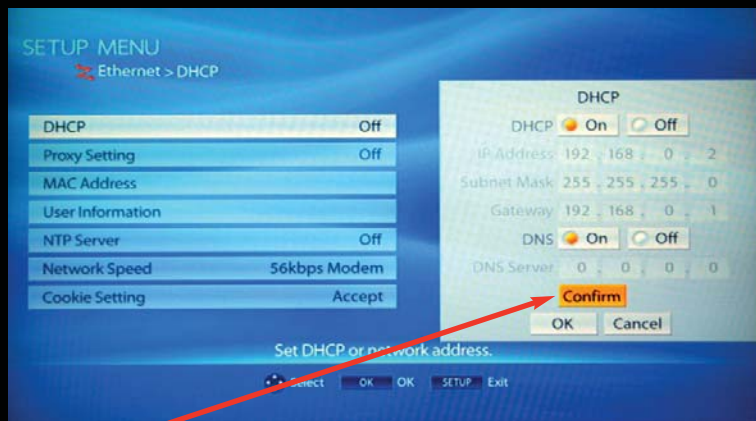 SETUP MENU
Ethernet > DHCP
DHCP Off
Proxy Setting Off
MAC Address
User Information
NTP Server Off
Network Speed 56kbps Modem
Cookie Setting Accept
DHCP
DHCP On Off
IP Address 192 . 168 . 0 . 2
Subnet Mask 255 . 255 . 255 . 0
Gateway 192 . 168 . 0 . 1
DNS On Off
DNS Server 0 . 0 . 0 . 0
Confirm
OK Cancel
Set DHCP or network address.
Select OK OK SETUP Exit